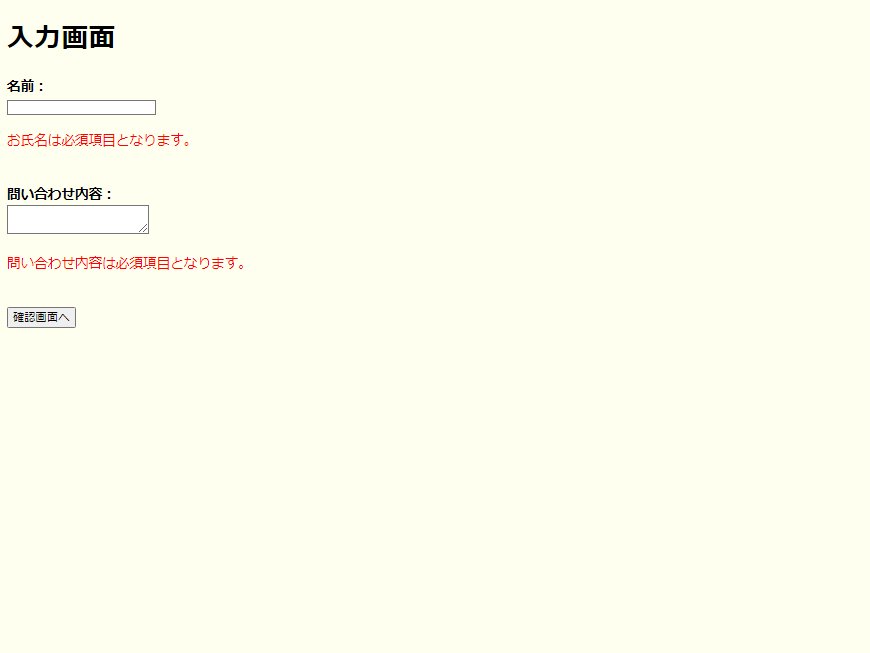 入力画面
名前：
お氏名は必須項目となります。
問い合わせ内容：
問い合わせ内容は必須項目となります。
確認画面へ